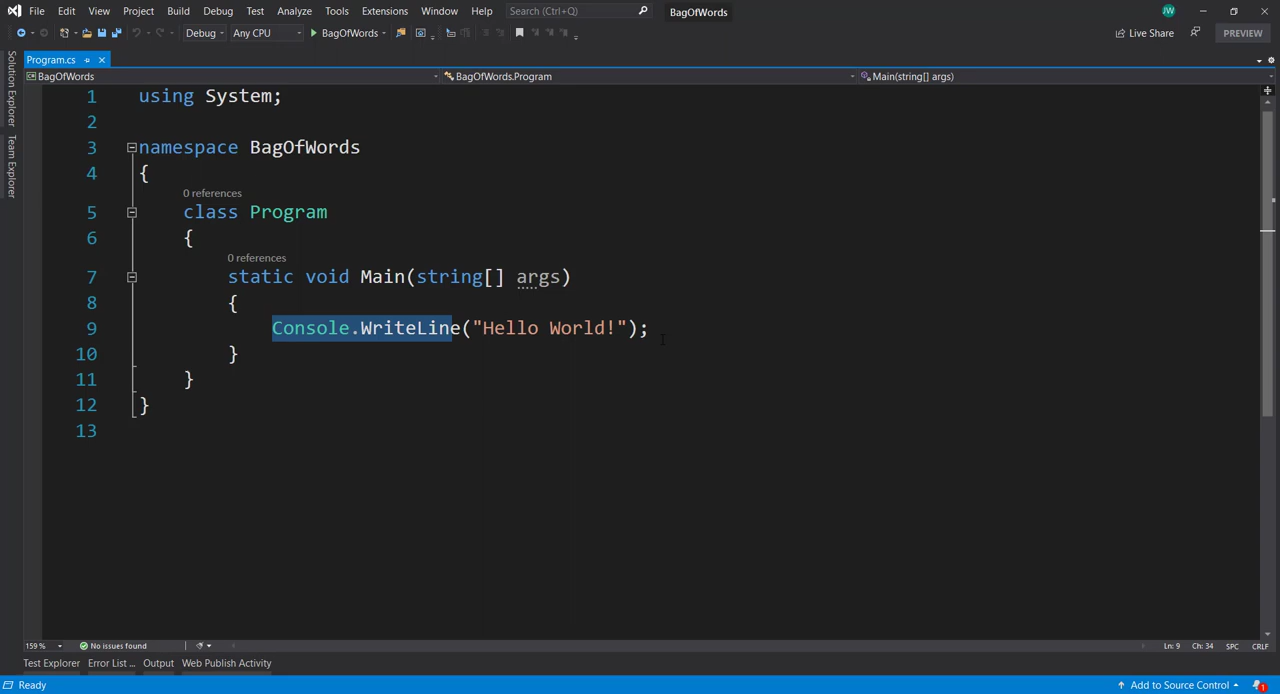 File Edit View Project Build Debug Test Analyze Tools Extensions Window Help Search (Ctrl+Q) BagOfWords JW
Debug Any CPU BagOfWords Live Share PREVIEW
Program.cs
BagOfWords BagOfWords.Program Main(string[] args)
Solution Explorer
Team Explorer
1 using System;
2
3 namespace BagOfWords
4 {
0 references
5 class Program
6 {
0 references
7 static void Main(string[] args)
8 {
9 Console.WriteLine("Hello World!");
10 }
11 }
12 }
13
159 % No issues found Ln: 9 Ch: 34 SPC CRLF
Test Explorer Error List ... Output Web Publish Activity
Ready Add to Source Control 1